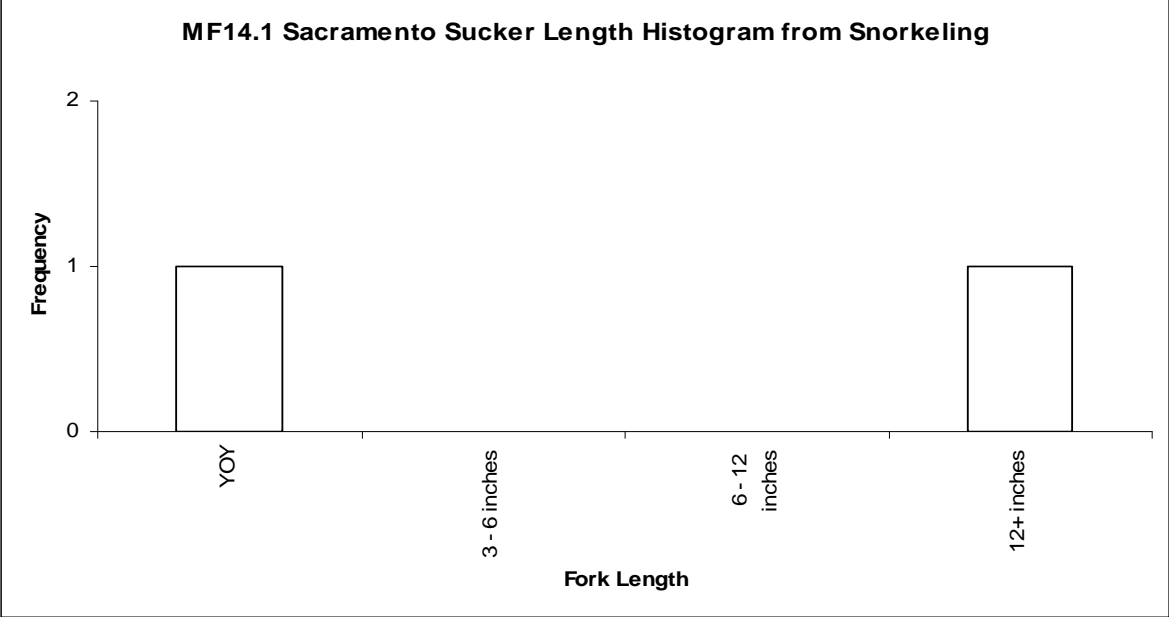 MF14.1 Sacramento Sucker Length Histogram from Snorkeling
2
1
0
Frequency
YOY
3 - 6 inches
6 - 12
inches
12+ inches
Fork Length